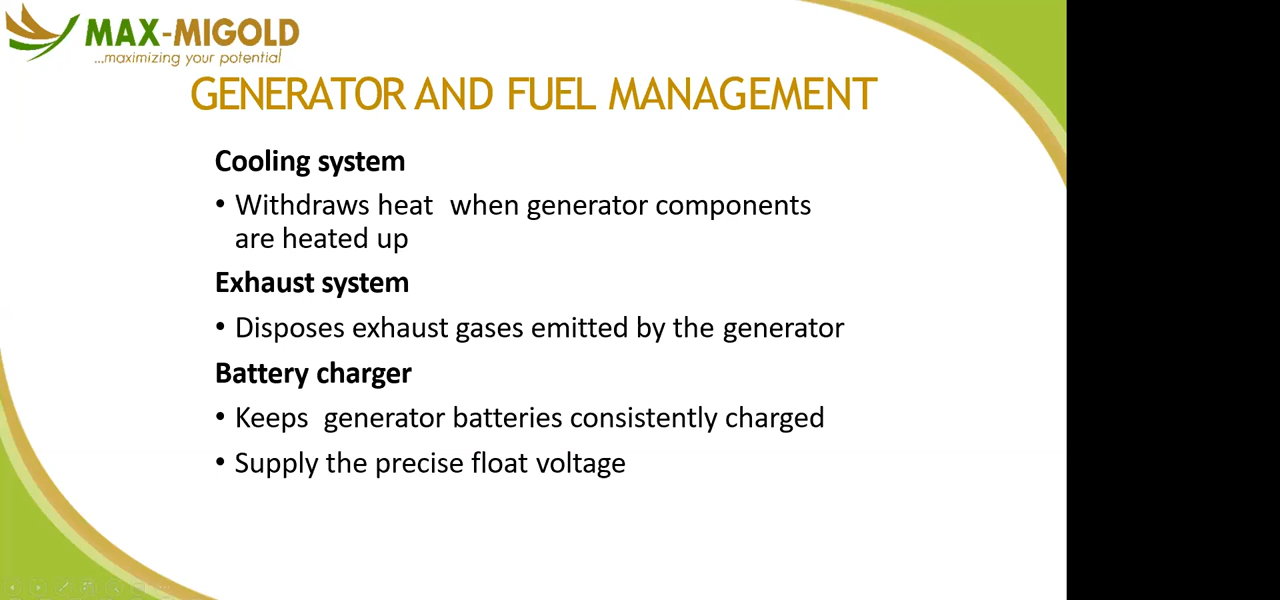 MAX-MIGOLD
...maximizing your potential
GENERATOR AND FUEL MANAGEMENT
Cooling system
• Withdraws heat  when generator components
are heated up
Exhaust system
• Disposes exhaust gases emitted by the generator
Battery charger
• Keeps  generator batteries consistently charged
• Supply the precise float voltage